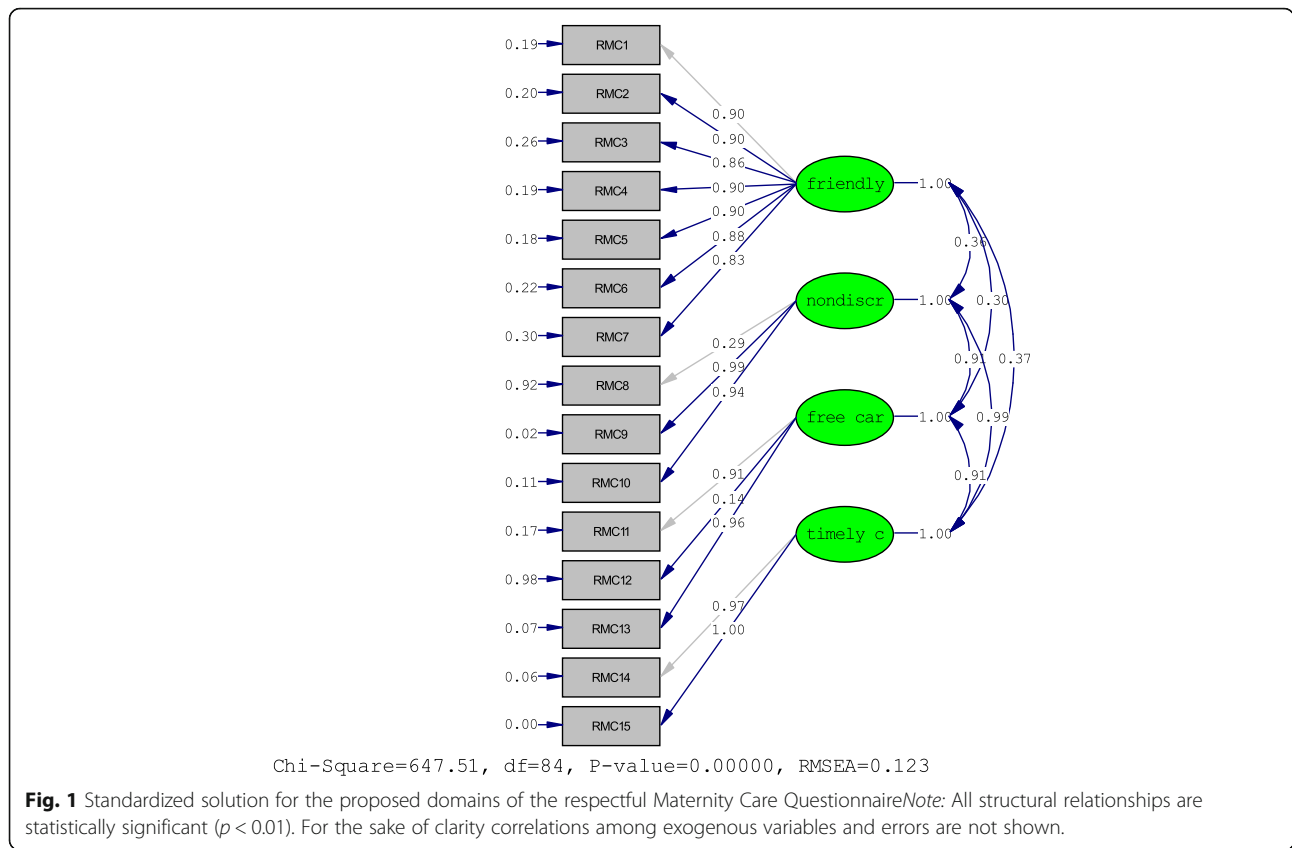 0.19 RMC1
0.20 RMC2
0.26 RMC3
0.19 RMC4
0.18 RMC5
0.22 RMC6
0.30 RMC7
0.92 RMC8
0.02 RMC9
0.11 RMC10
0.17 RMC11
0.98 RMC12
0.07 RMC13
0.06 RMC14
0.00 RMC15
0.90
0.90
0.86
0.90
0.90
0.88
0.83
0.29
0.99
0.94
0.91
0.14
0.96
0.97
1.00
friendly 1.00
nondiscr 1.00
free car 1.00
timely c 1.00
0.36
0.30
0.91
0.37
0.99
0.91
Chi-Square=647.51, df=84, P-value=0.00000, RMSEA=0.123
Fig. 1 Standardized solution for the proposed domains of the respectful Maternity Care QuestionnaireNote: All structural relationships are
statistically significant (p < 0.01). For the sake of clarity correlations among exogenous variables and errors are not shown.